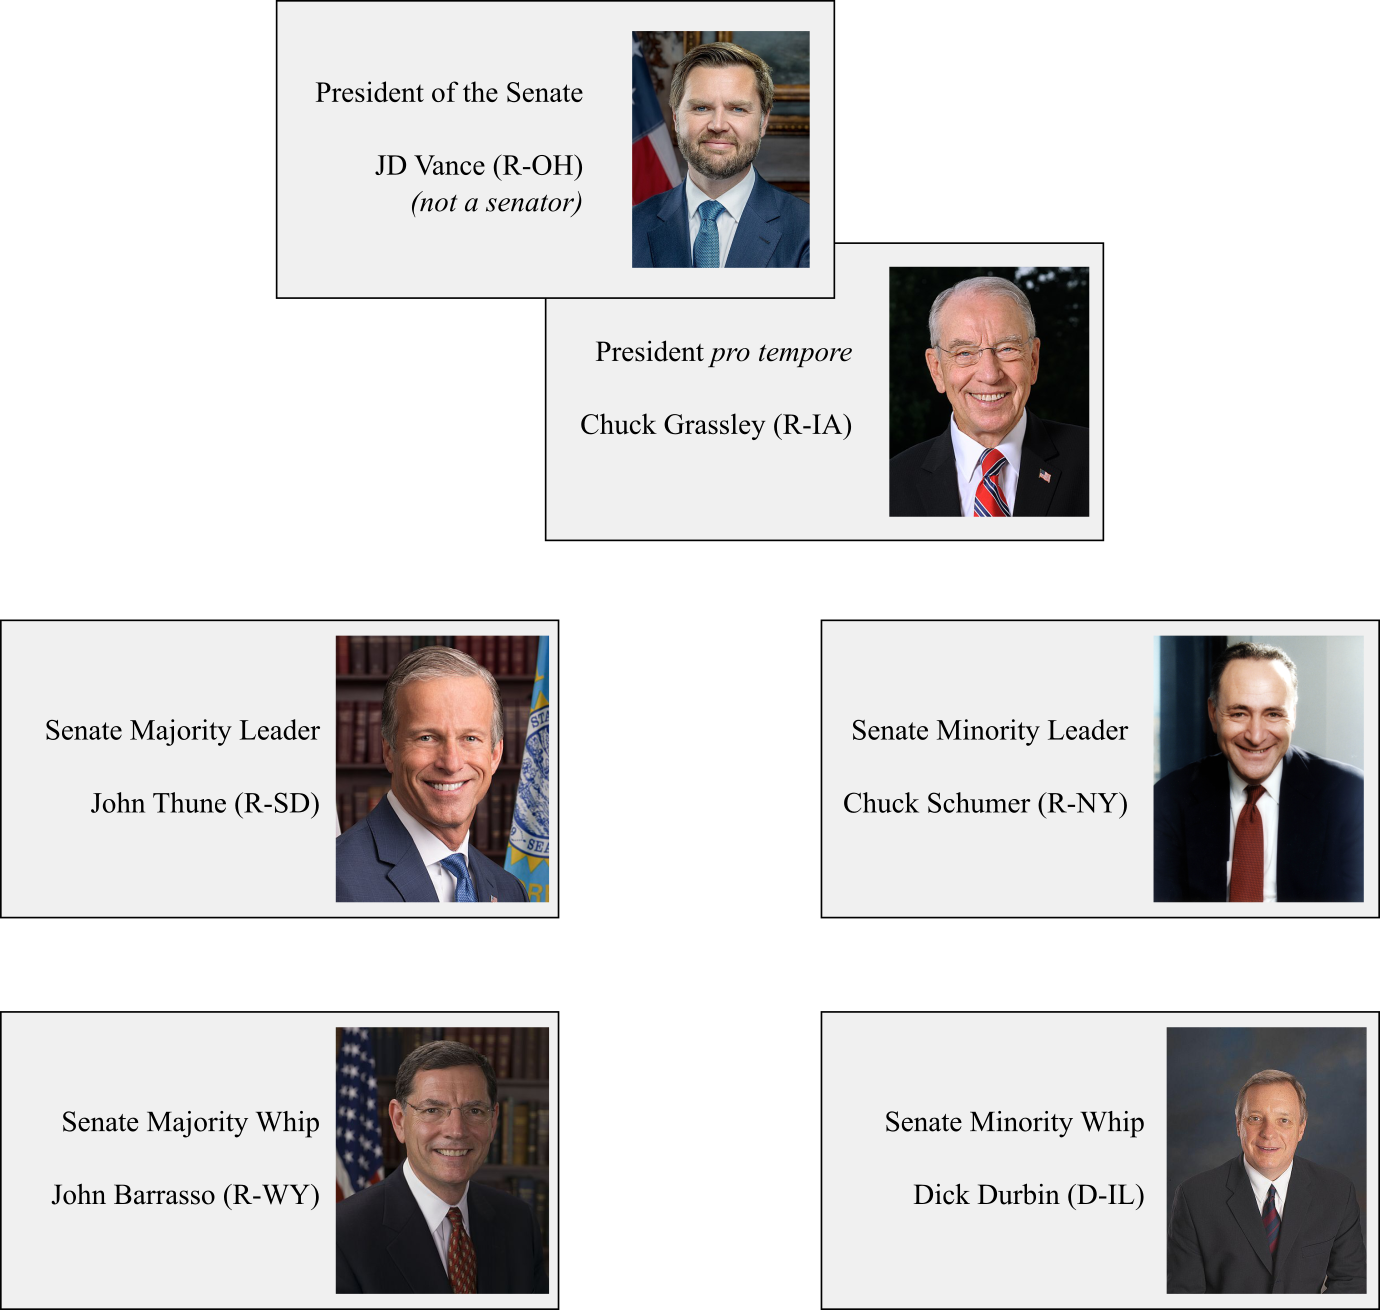 President of the Senate
JD Vance (R-OH)
(not a senator)
President pro tempore
Chuck Grassley (R-IA)
Senate Majority Leader
John Thune (R-SD)
Senate Minority Leader
Chuck Schumer (R-NY)
Senate Majority Whip
John Barrasso (R-WY)
Senate Minority Whip
Dick Durbin (D-IL)